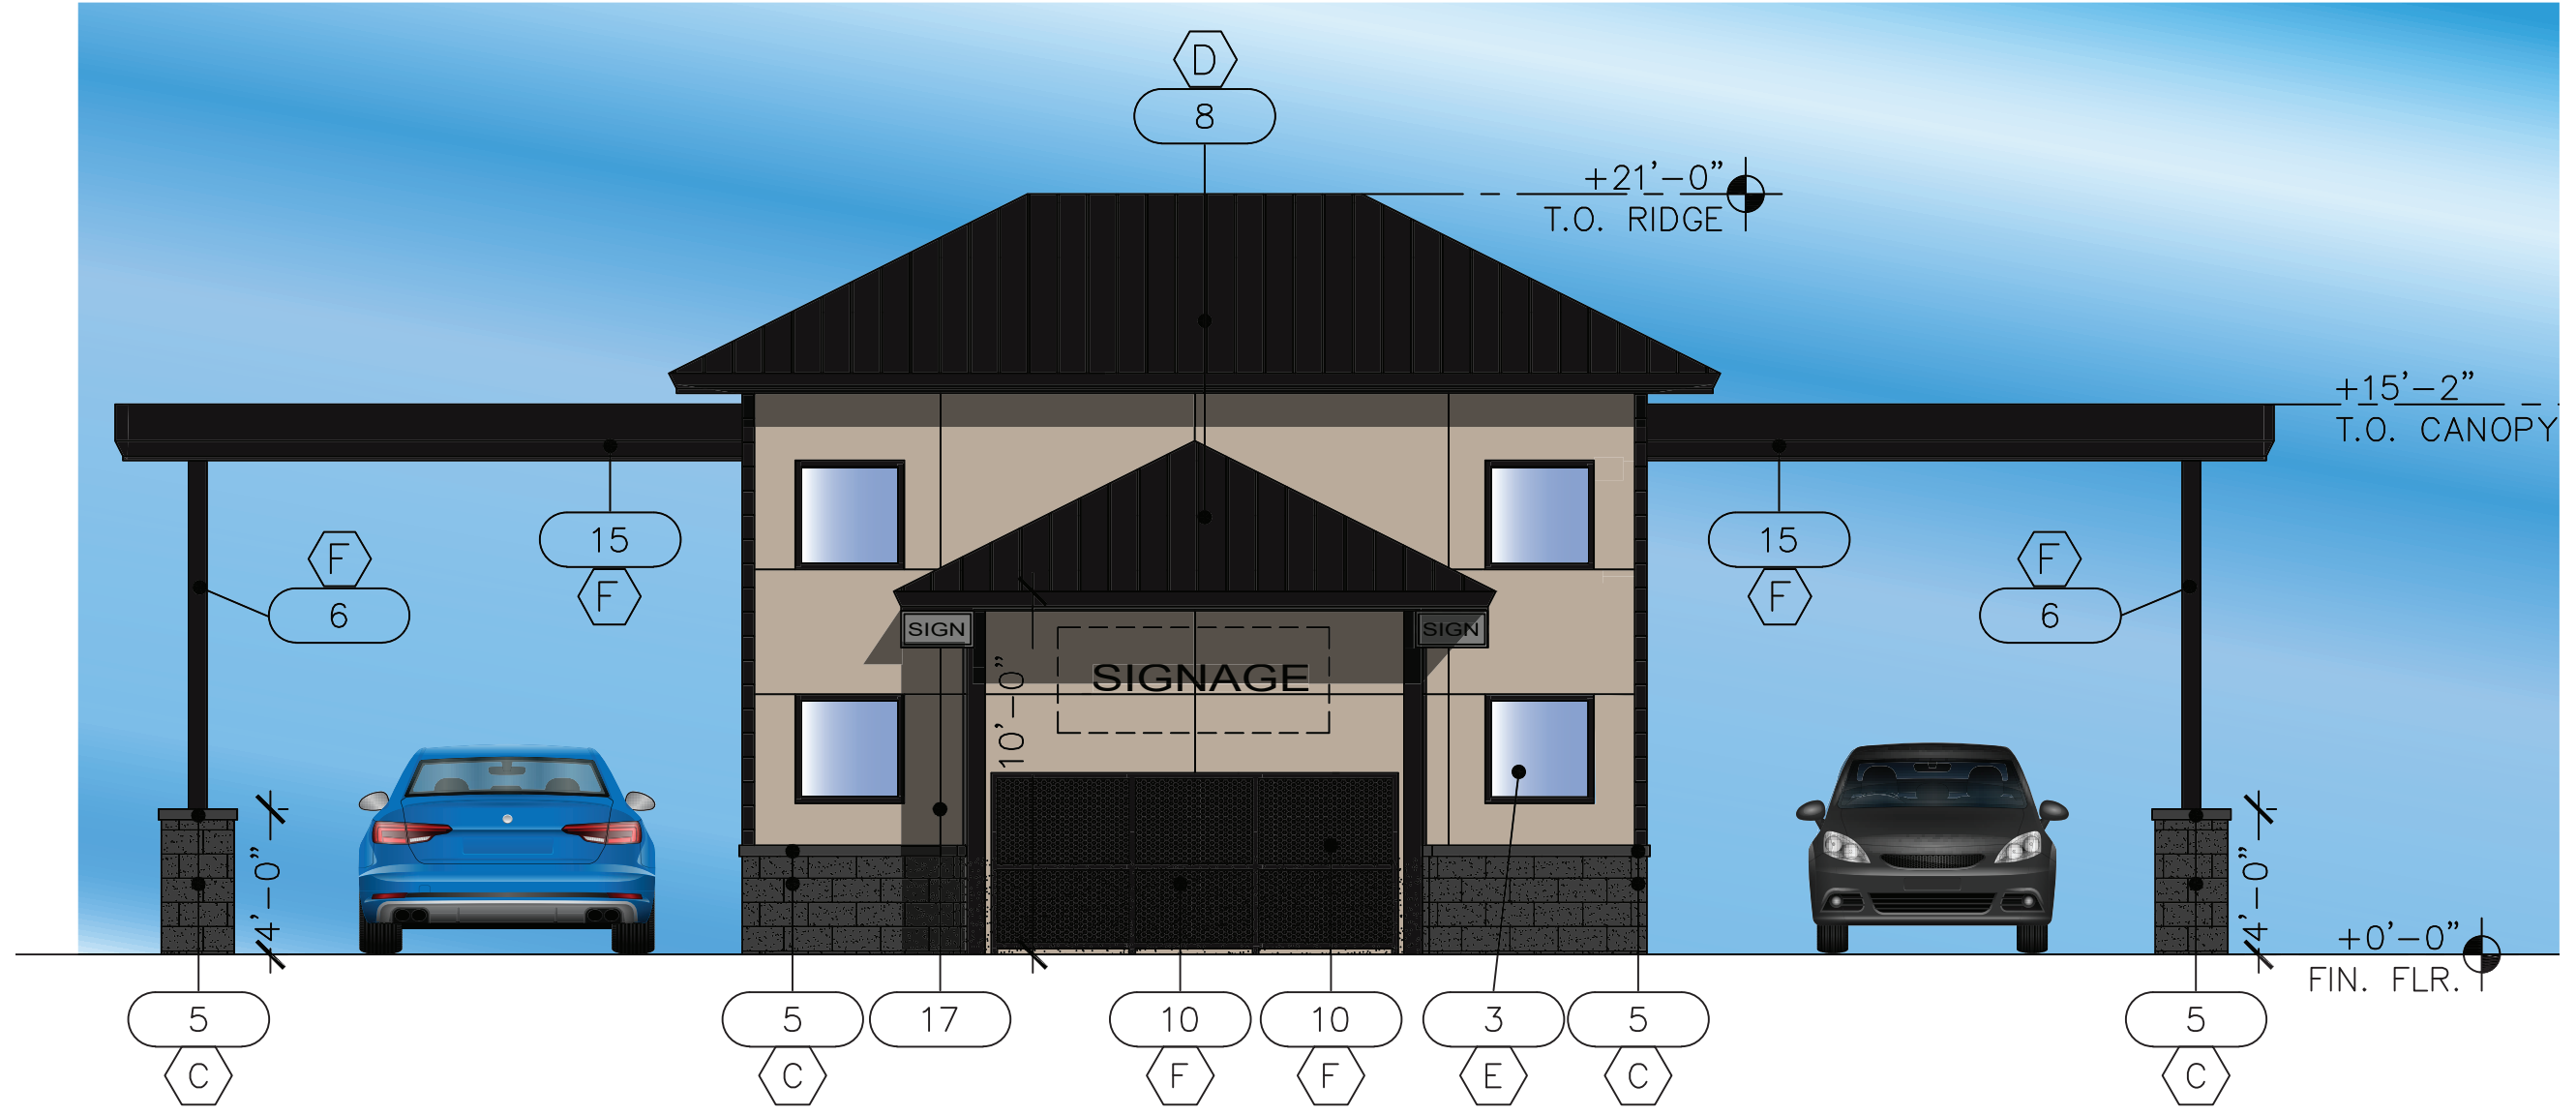 D
8
+21'-0"
T.O. RIDGE
+15'-2"
T.O. CANOPY
15
F
15
F
F
6
F
6
SIGN
SIGN
SIGNAGE
10'-0"
4'-0"
4'-0"
+0'-0"
FIN. FLR.
5
C
5
C
17
10
F
10
F
3
E
5
C
5
C